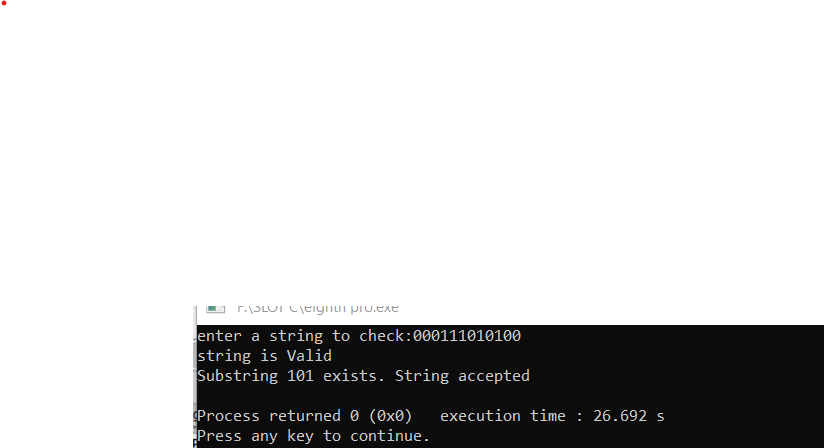 F:\SLOT C\eighth pro.exe
enter a string to check:000111010100
string is Valid
Substring 101 exists. String accepted
Process returned 0 (0x0)   execution time : 26.692 s
Press any key to continue.